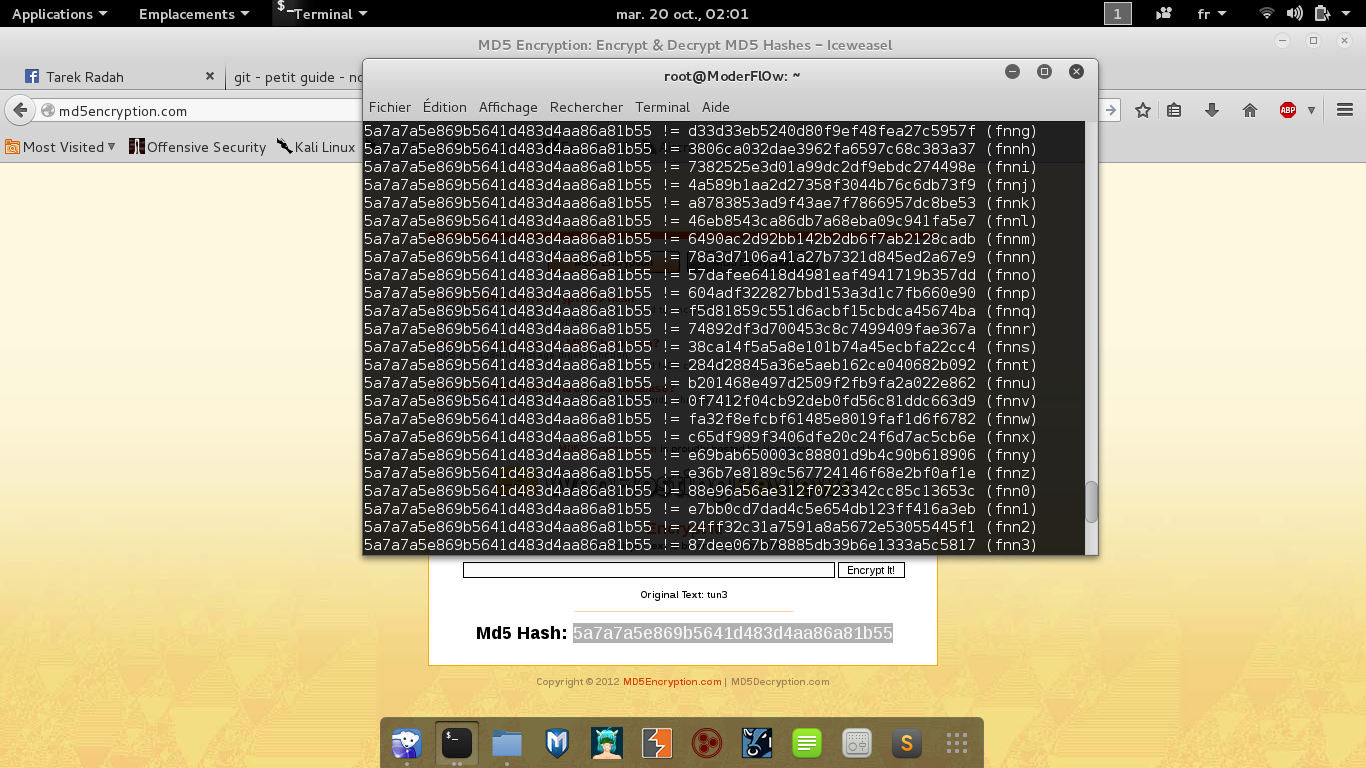 Applications
Emplacements
Terminal
mar. 20 oct., 02:01
1
fr
MD5 Encryption: Encrypt & Decrypt MD5 Hashes – Iceweasel
Tarek Radah
git - petit guide - no
md5encryption.com
ABP
Most Visited
Offensive Security
Kali Linux
root@ModerFlOw: ~
Fichier Édition Affichage Rechercher Terminal Aide
5a7a7a5e869b5641d483d4aa86a81b55 != d33d33eb5240d80f9ef48fea27c5957f (fnng)
5a7a7a5e869b5641d483d4aa86a81b55 != 3806ca032dae3962fa6597c68c383a37 (fnnh)
5a7a7a5e869b5641d483d4aa86a81b55 != 7382525e3d01a99dc2df9ebdc274498e (fnni)
5a7a7a5e869b5641d483d4aa86a81b55 != 4a589b1aa2d27358f3044b76c6db73f9 (fnnj)
5a7a7a5e869b5641d483d4aa86a81b55 != a8783853ad9f43ae7f7866957dc8be53 (fnnk)
5a7a7a5e869b5641d483d4aa86a81b55 != 46eb8543ca86db7a68eba09c941fa5e7 (fnnl)
5a7a7a5e869b5641d483d4aa86a81b55 != 6490ac2d92bb142b2db6f7ab2128cadb (fnnm)
5a7a7a5e869b5641d483d4aa86a81b55 != 78a3d7106a41a27b7321d845ed2a67e9 (fnnn)
5a7a7a5e869b5641d483d4aa86a81b55 != 57dafee6418d4981eaf4941719b357dd (fnno)
5a7a7a5e869b5641d483d4aa86a81b55 != 604adf322827bbd153a3d1c7fb660e90 (fnnp)
5a7a7a5e869b5641d483d4aa86a81b55 != f5d81859c551d6acbf15cbdca45674ba (fnnq)
5a7a7a5e869b5641d483d4aa86a81b55 != 74892df3d700453c8c7499409fae367a (fnnr)
5a7a7a5e869b5641d483d4aa86a81b55 != 38ca14f5a5a8e101b74a45ecbfa22cc4 (fnns)
5a7a7a5e869b5641d483d4aa86a81b55 != 284d28845a36e5aeb162ce040682b092 (fnnt)
5a7a7a5e869b5641d483d4aa86a81b55 != b201468e497d2509f2fb9fa2a022e862 (fnnu)
5a7a7a5e869b5641d483d4aa86a81b55 != 0f7412f04cb92deb0fd56c81ddc663d9 (fnnv)
5a7a7a5e869b5641d483d4aa86a81b55 != fa32f8efcbf61485e8019faf1d6f6782 (fnnw)
5a7a7a5e869b5641d483d4aa86a81b55 != c65df989f3406dfe20c24f6d7ac5cb6e (fnnx)
5a7a7a5e869b5641d483d4aa86a81b55 != e69bab650003c88801d9b4c90b618906 (fnny)
5a7a7a5e869b5641d483d4aa86a81b55 != e36b7e8189c567724146f68e2bf0af1e (fnnz)
5a7a7a5e869b5641d483d4aa86a81b55 != 88e96a56ae312f0723342cc85c13653c (fnn0)
5a7a7a5e869b5641d483d4aa86a81b55 != e7bb0cd7dad4c5e654db123ff416a3eb (fnn1)
5a7a7a5e869b5641d483d4aa86a81b55 != 24ff32c31a7591a8a5672e53055445f1 (fnn2)
5a7a7a5e869b5641d483d4aa86a81b55 != 87dee067b78885db39b6e1333a5c5817 (fnn3)
Encrypt It!
Original Text: tun3
Md5 Hash: 5a7a7a5e869b5641d483d4aa86a81b55
Copyright © 2012 MD5Encryption.com | MD5Decryption.com